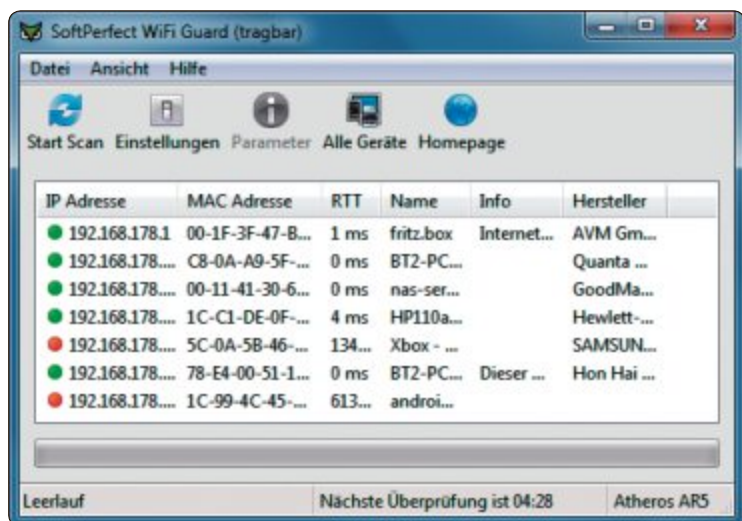 SoftPerfect WiFi Guard (tragbar)
Datei Ansicht Hilfe
Start Scan Einstellungen Parameter Alle Geräte Homepage
IP Adresse MAC Adresse RTT Name Info Hersteller
192.168.178.1 00-1F-3F-47-B... 1 ms fritz.box Internet... AVM Gm...
192.168.178.... C8-0A-A9-5F-... 0 ms BT2-PC... Quanta ...
192.168.178.... 00-11-41-30-6... 0 ms nas-ser... GoodMa...
192.168.178.... 1C-C1-DE-0F-... 4 ms HP110a... Hewlett-...
192.168.178.... 5C-0A-5B-46-... 134... Xbox - ... SAMSUN...
192.168.178.... 78-E4-00-51-1... 0 ms BT2-PC... Dieser ... Hon Hai ...
192.168.178.... 1C-99-4C-45-... 613... androi...
Leerlauf Nächste Überprüfung ist 04:28 Atheros AR5